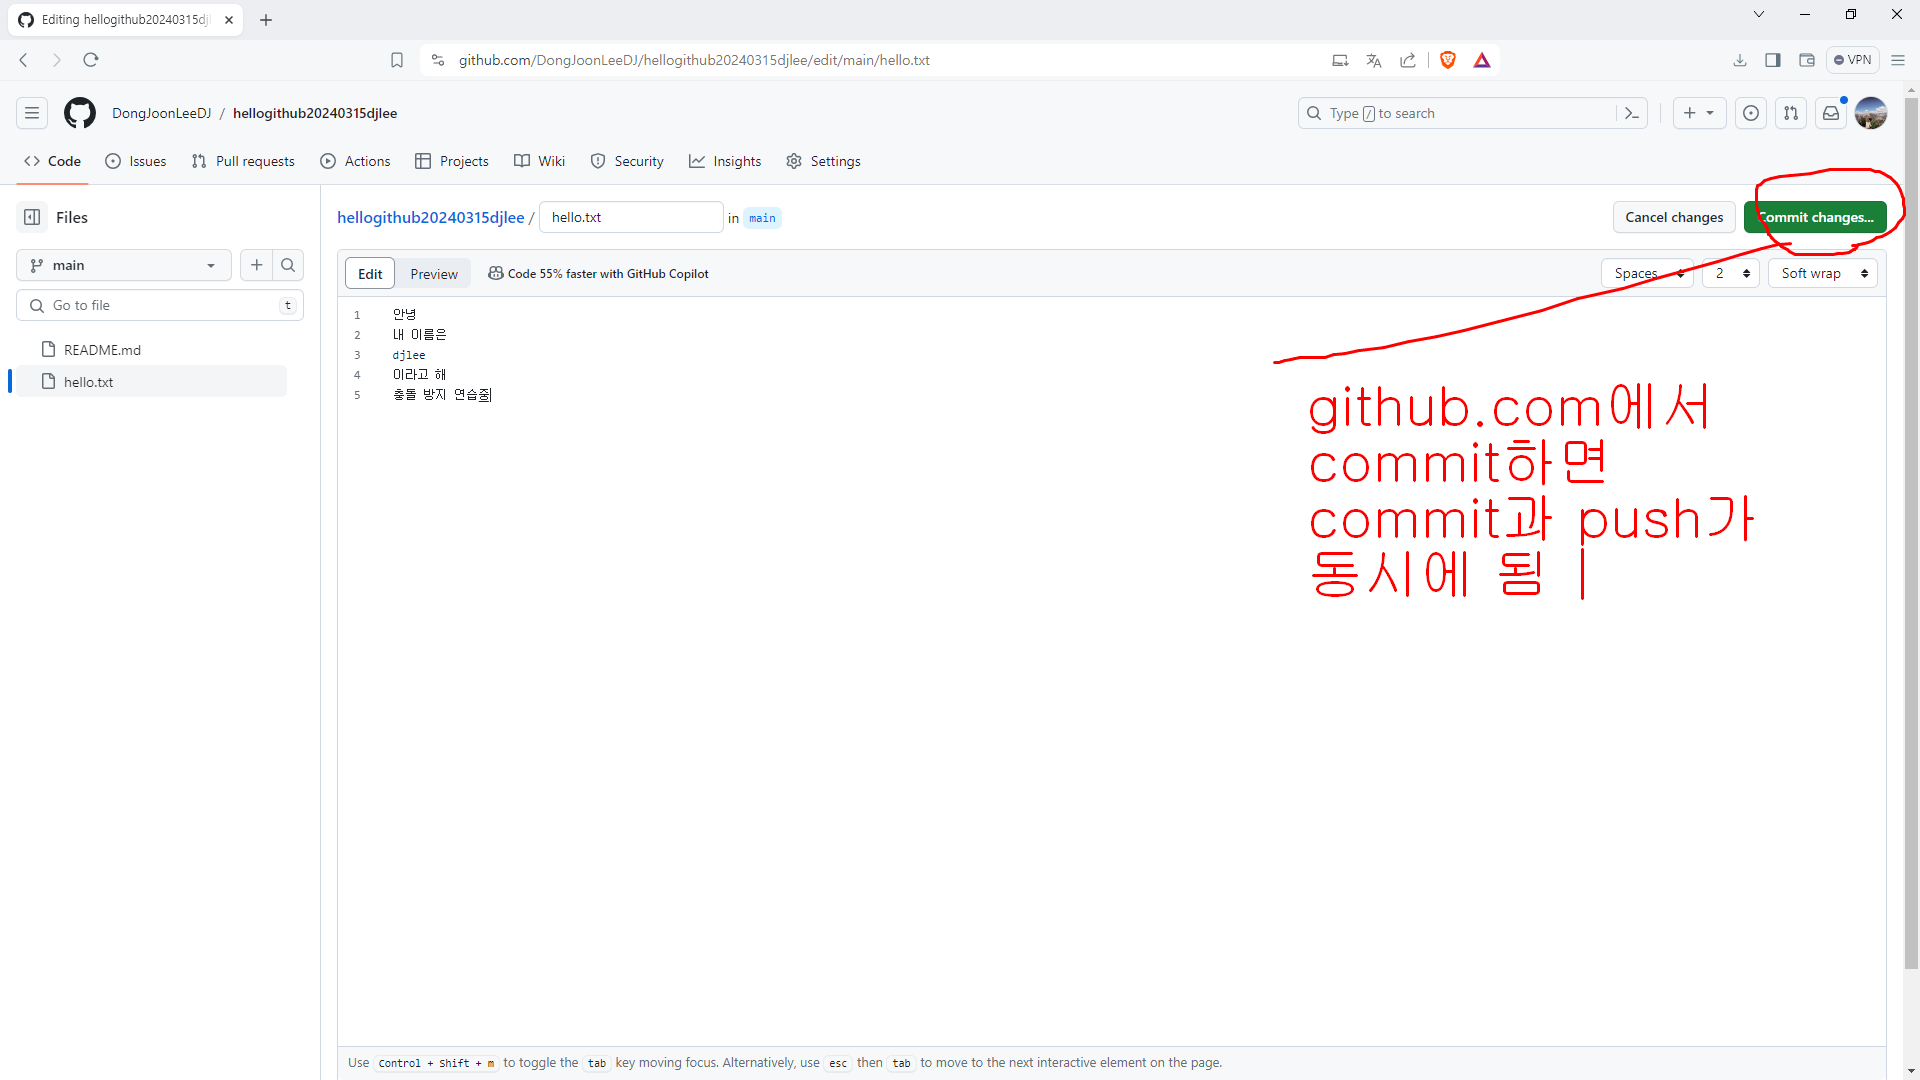 Editing hellogithub20240315djl
github.com/DongJoonLeeDJ/hellogithub20240315djlee/edit/main/hello.txt
VPN
DongJoonLeeDJ / hellogithub20240315djlee
Type / to search
Code Issues Pull requests Actions Projects Wiki Security Insights Settings
Files
hellogithub20240315djlee / hello.txt in main
Cancel changes
Commit changes...
main
Go to file
t
README.md
hello.txt
Edit Preview Code 55% faster with GitHub Copilot
Spaces 2 Soft wrap
1 안녕
2 내 이름은
3 djlee
4 이라고 해
5 충돌 방지 연습중
github.com에서
commit하면
commit과 push가
동시에 됨
Use Control + Shift + m to toggle the tab key moving focus. Alternatively, use esc then tab to move to the next interactive element on the page.